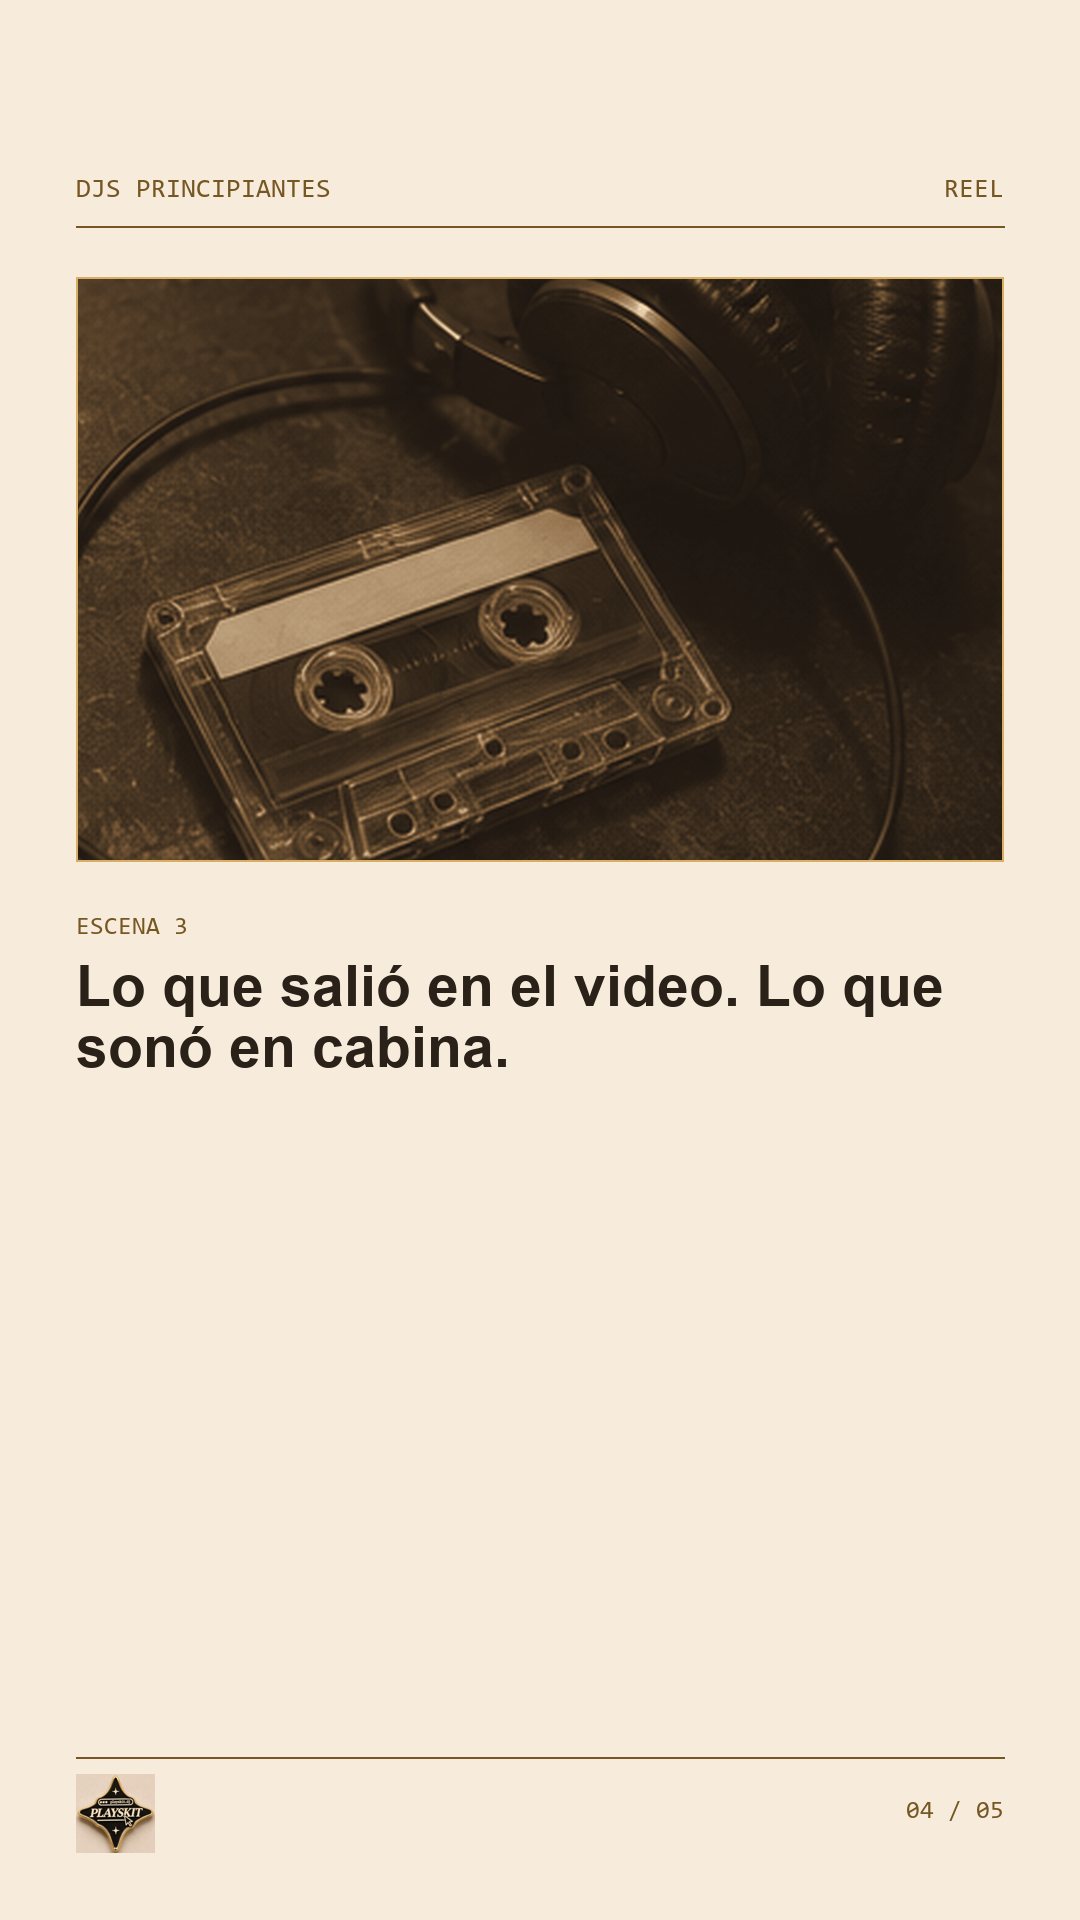 DJS PRINCIPIANTES
REEL
ESCENA 3
Lo que salió en el video. Lo que
sonó en cabina.
PLAYSKIT
04 / 05